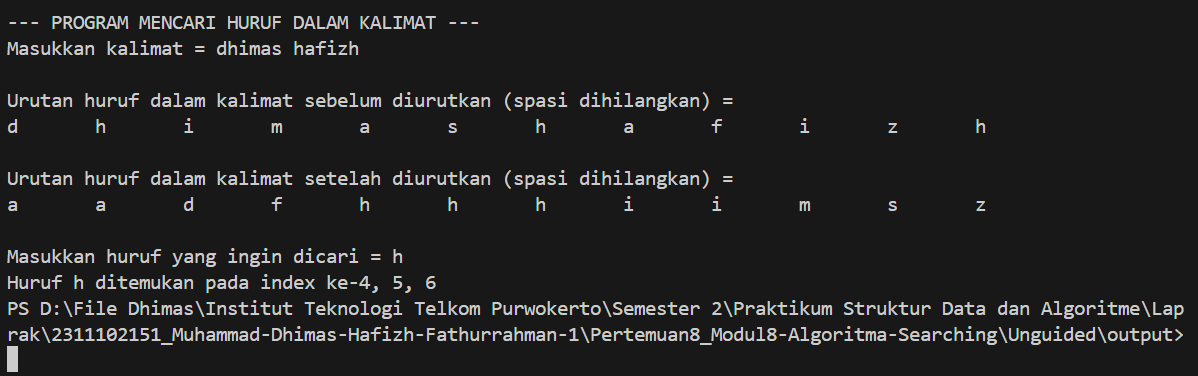 --- PROGRAM MENCARI HURUF DALAM KALIMAT ---
Masukkan kalimat = dhimas hafizh
Urutan huruf dalam kalimat sebelum diurutkan (spasi dihilangkan) =
d h i m a s h a f i z h
Urutan huruf dalam kalimat setelah diurutkan (spasi dihilangkan) =
a a d f h h h i i m s z
Masukkan huruf yang ingin dicari = h
Huruf h ditemukan pada index ke-4, 5, 6
PS D:\File Dhimas\Institut Teknologi Telkom Purwokerto\Semester 2\Praktikum Struktur Data dan Algoritme\Lap
rak\2311102151_Muhammad-Dhimas-Hafizh-Fathurrahman-1\Pertemuan8_Modul8-Algoritma-Searching\Unguided\output>